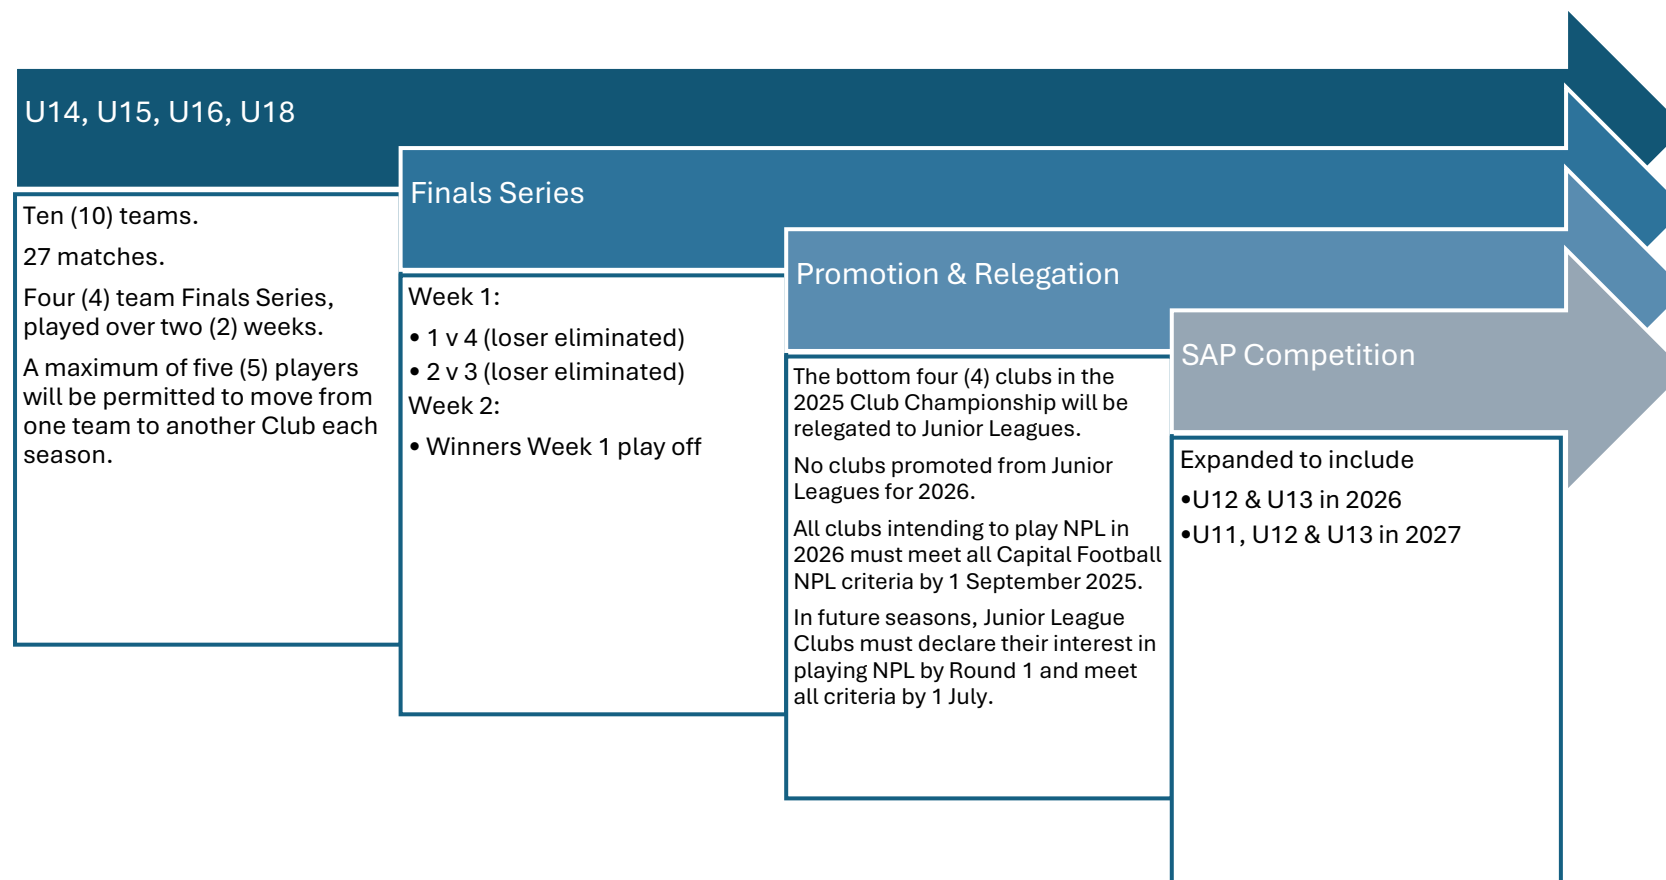 U14, U15, U16, U18
Ten (10) teams.
27 matches.
Four (4) team Finals Series,
played over two (2) weeks.
A maximum of five (5) players
will be permitted to move from
one team to another Club each
season.
Finals Series
Week 1:
• 1 v 4 (loser eliminated)
• 2 v 3 (loser eliminated)
Week 2:
• Winners Week 1 play off
Promotion & Relegation
The bottom four (4) clubs in the
2025 Club Championship will be
relegated to Junior Leagues.
No clubs promoted from Junior
Leagues for 2026.
All clubs intending to play NPL in
2026 must meet all Capital Football
NPL criteria by 1 September 2025.
In future seasons, Junior League
Clubs must declare their interest in
playing NPL by Round 1 and meet
all criteria by 1 July.
SAP Competition
Expanded to include
•U12 & U13 in 2026
•U11, U12 & U13 in 2027